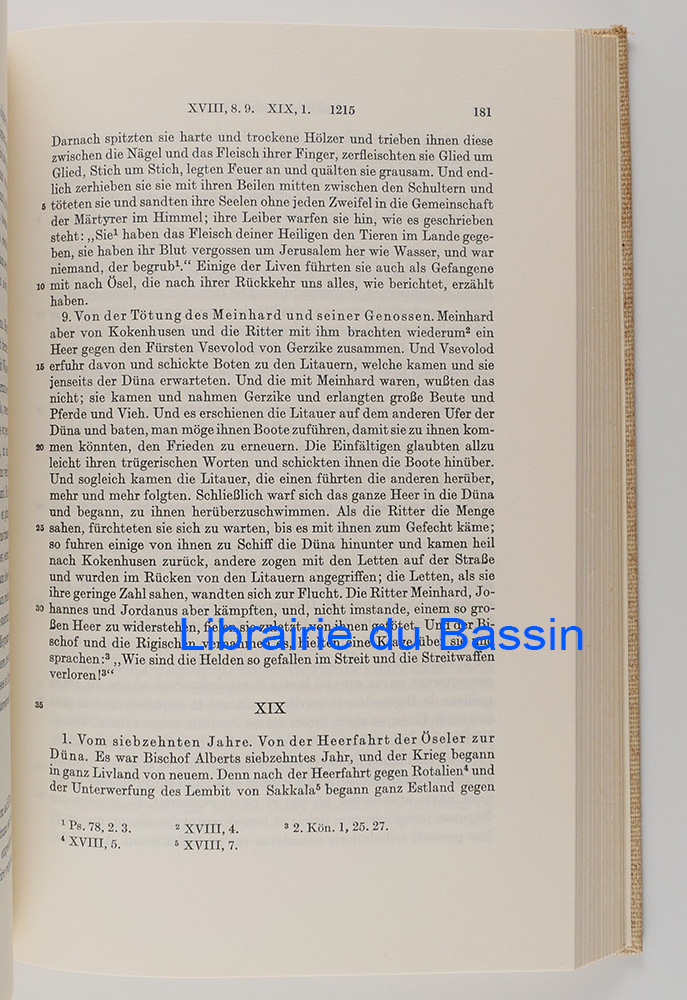 XVIII, 8. 9. XIX, 1. 1215 181
Darnach spitzten sie harte und trockene Hölzer und trieben ihnen diese
zwischen die Nägel und das Fleisch ihrer Finger, zerfleischten sie Glied um
Glied, Stich um Stich, legten Feuer an und quälten sie grausam. Und end-
lich zerhieben sie sie mit ihren Beilen mitten zwischen den Schultern und
5 töteten sie und sandten ihre Seelen ohne jeden Zweifel in die Gemeinschaft
der Märtyrer im Himmel; ihre Leiber warfen sie hin, wie es geschrieben
steht: „Sie¹ haben das Fleisch deiner Heiligen den Tieren im Lande gege-
ben, sie haben ihr Blut vergossen um Jerusalem her wie Wasser, und war
niemand, der begrub¹.“ Einige der Liven führten sie auch als Gefangene
10 mit nach Ösel, die nach ihrer Rückkehr uns alles, wie berichtet, erzählt
haben.
9. Von der Tötung des Meinhard und seiner Genossen. Meinhard
aber von Kokenhusen und die Ritter mit ihm brachten wiederum² ein
Heer gegen den Fürsten Vsevolod von Gerzike zusammen. Und Vsevolod
15 erfuhr davon und schickte Boten zu den Litauern, welche kamen und sie
jenseits der Düna erwarteten. Und die mit Meinhard waren, wußten das
nicht; sie kamen und nahmen Gerzike und erlangten große Beute und
Pferde und Vieh. Und es erschienen die Litauer auf dem anderen Ufer der
Düna und baten, man möge ihnen Boote zuführen, damit sie zu ihnen kom-
20 men könnten, den Frieden zu erneuern. Die Einfältigen glaubten allzu
leicht ihren trügerischen Worten und schickten ihnen die Boote hinüber.
Und sogleich kamen die Litauer, die einen führten die anderen herüber,
mehr und mehr folgten. Schließlich warf sich das ganze Heer in die Düna
und begann, zu ihnen herüberzuschwimmen. Als die Ritter die Menge
25 sahen, fürchteten sie sich zu warten, bis es mit ihnen zum Gefecht käme;
so fuhren einige von ihnen zu Schiff die Düna hinunter und kamen heil
nach Kokenhusen zurück, andere zogen mit den Letten auf der Straße
und wurden im Rücken von den Litauern angegriffen; die Letten, als sie
ihre geringe Zahl sahen, wandten sich zur Flucht. Die Ritter Meinhard, Jo-
30 hannes und Jordanus aber kämpften, und, nicht imstande, einem so gro-
ßen Heer zu widerstehen, fielen sie zuletzt, von ihnen getötet. Und der Bi-
schof und die Rigischen vernahmen es, hielten eine Klage über sie und
sprachen:³ „Wie sind die Helden so gefallen im Streit und die Streitwaffen
verloren!³“
Librairie du Bassin
35 XIX
1. Vom siebzehnten Jahre. Von der Heerfahrt der Öseler zur
Düna. Es war Bischof Alberts siebzehntes Jahr, und der Krieg begann
in ganz Livland von neuem. Denn nach der Heerfahrt gegen Rotalien⁴ und
der Unterwerfung des Lembit von Sakkala⁵ begann ganz Estland gegen
¹ Ps. 78, 2. 3. ² XVIII, 4. ³ 2. Kön. 1, 25. 27.
⁴ XVIII, 5. ⁵ XVIII, 7.